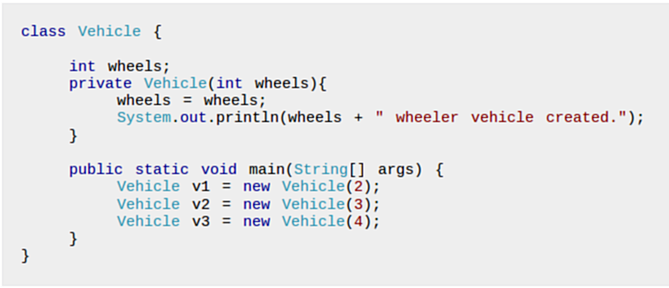 class Vehicle {
int wheels;
private Vehicle(int wheels){
wheels = wheels;
System.out.println(wheels + " wheeler vehicle created.");
}
public static void main(String[] args) {
Vehicle v1 = new Vehicle(2);
Vehicle v2 = new Vehicle(3);
Vehicle v3 = new Vehicle(4);
}
}